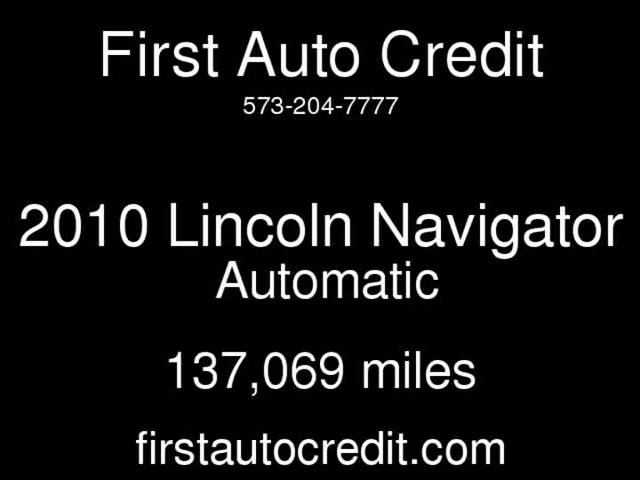 First Auto Credit
573-204-7777
2010 Lincoln Navigator
Automatic
137,069 miles
firstautocredit.com